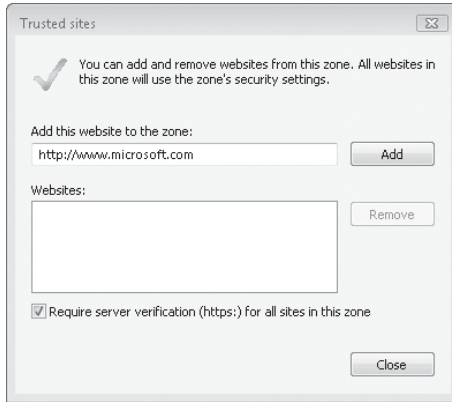 Trusted sites
You can add and remove websites from this zone. All websites in
this zone will use the zone's security settings.
Add this website to the zone:
http://www.microsoft.com
Add
Websites:
Remove
Require server verification (https:) for all sites in this zone
Close